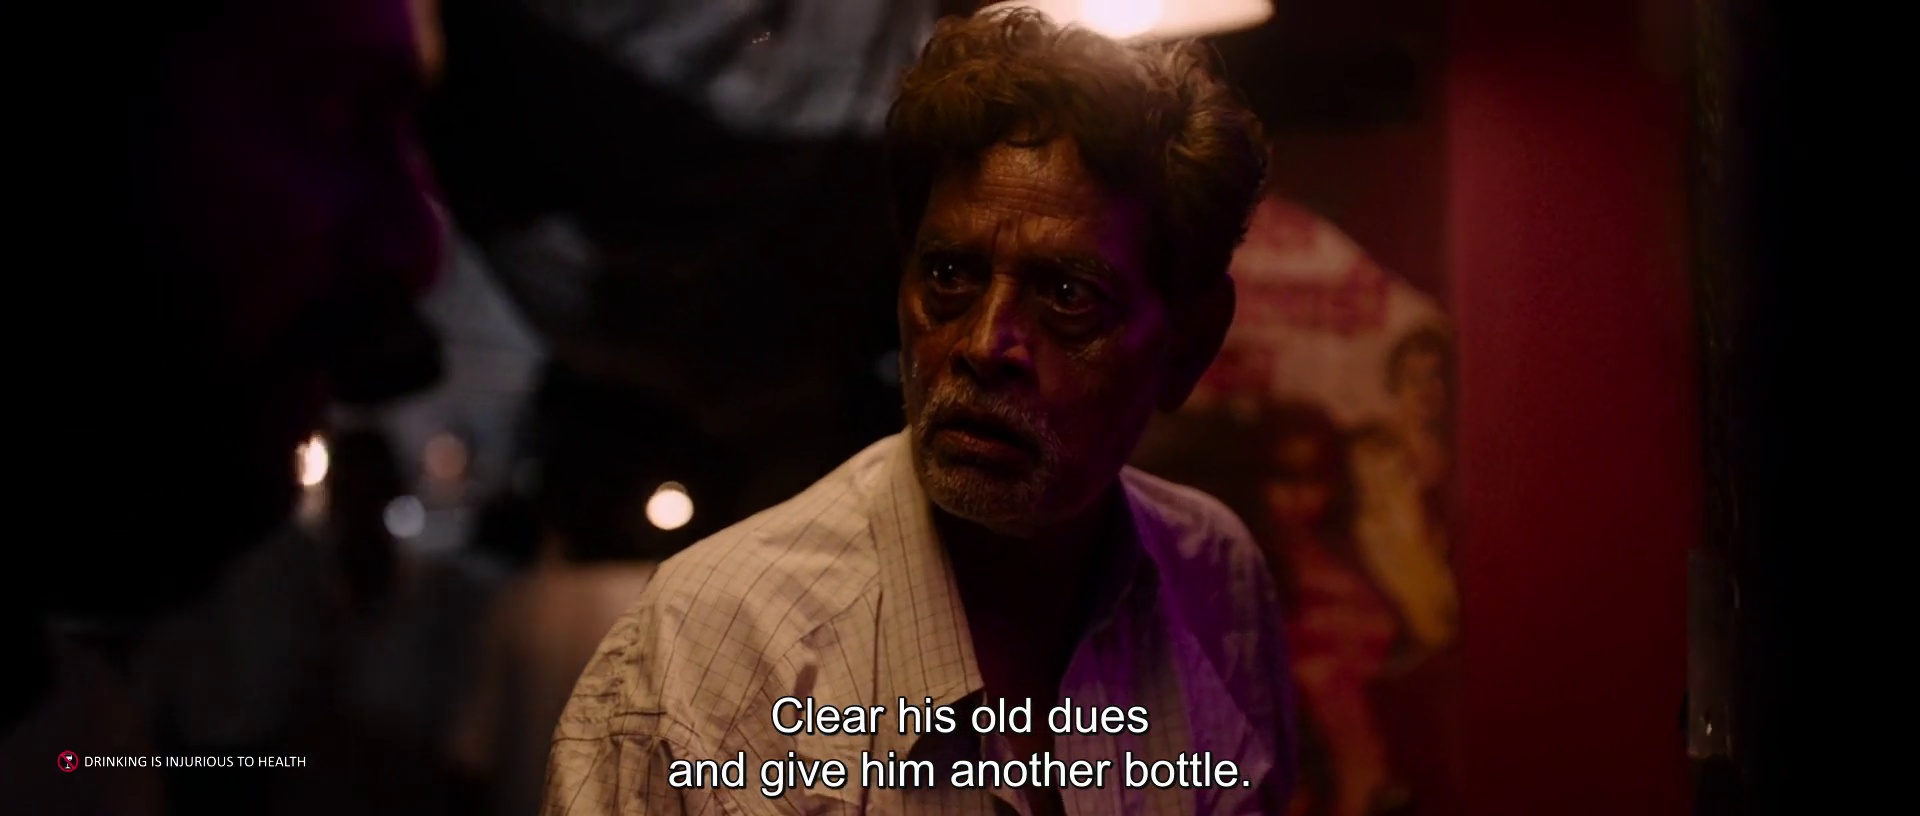 Clear his old dues
and give him another bottle.
DRINKING IS INJURIOUS TO HEALTH